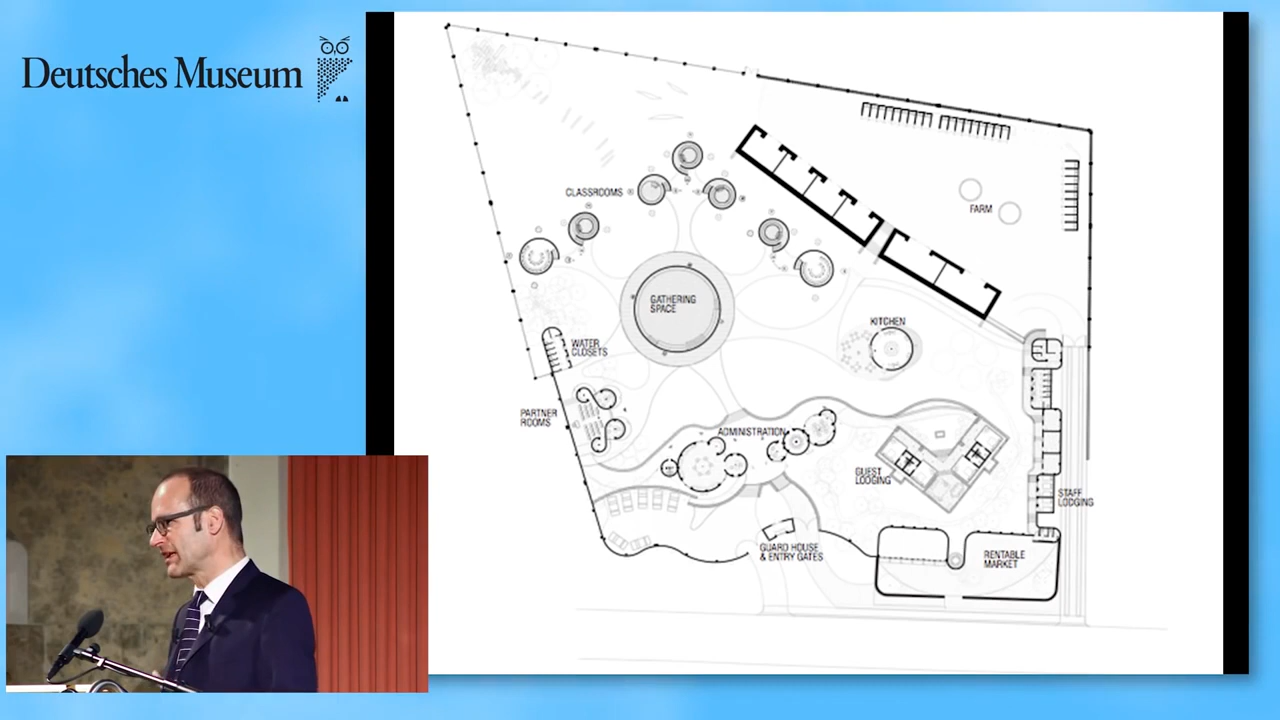 Deutsches Museum
CLASSROOMS
FARM
GATHERING
SPACE
KITCHEN
WATER
CLOSETS
PARTNER
ROOMS
ADMINISTRATION
GUEST
LODGING
STAFF
LODGING
GUARD HOUSE
& ENTRY GATES
RENTABLE
MARKET